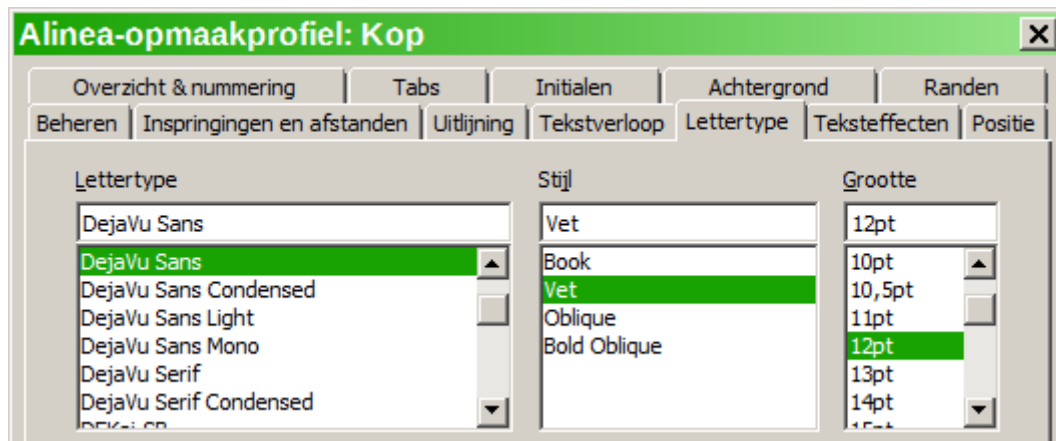 Alinea-opmaakprofiel: Kop
Overzicht & nummering Tabs Initialen Achtergrond Randen
Beheren Inspringingen en afstanden Uitlijning Tekstverloop Lettertype Teksteffecten Positie
Lettertype Stijl Grootte
DejaVu Sans Vet 12pt
DejaVu Sans Book 10pt
DejaVu Sans Condensed Vet 10,5pt
DejaVu Sans Light Oblique 11pt
DejaVu Sans Mono Bold Oblique 12pt
DejaVu Serif 13pt
DejaVu Serif Condensed 14pt